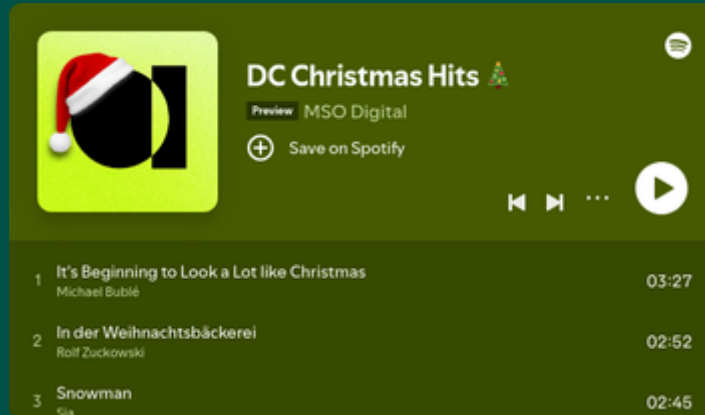 DC Christmas Hits
Preview MSO Digital
Save on Spotify
1 It's Beginning to Look a Lot like Christmas 03:27
Michael Bublé
2 In der Weihnachtsbäckerei 02:52
Rolf Zuckowski
3 Snowman 02:45
Sia